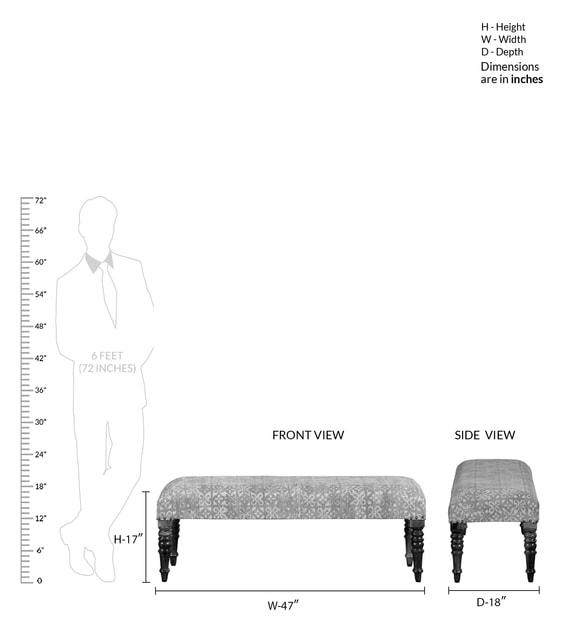 H - Height
W - Width
D - Depth
Dimensions
are in inches
72"
66"
60"
54"
48"
42"
36"
30"
24"
18"
12"
6"
0
6 FEET
(72 INCHES)
FRONT VIEW
SIDE VIEW
H-17"
W-47"
D-18"